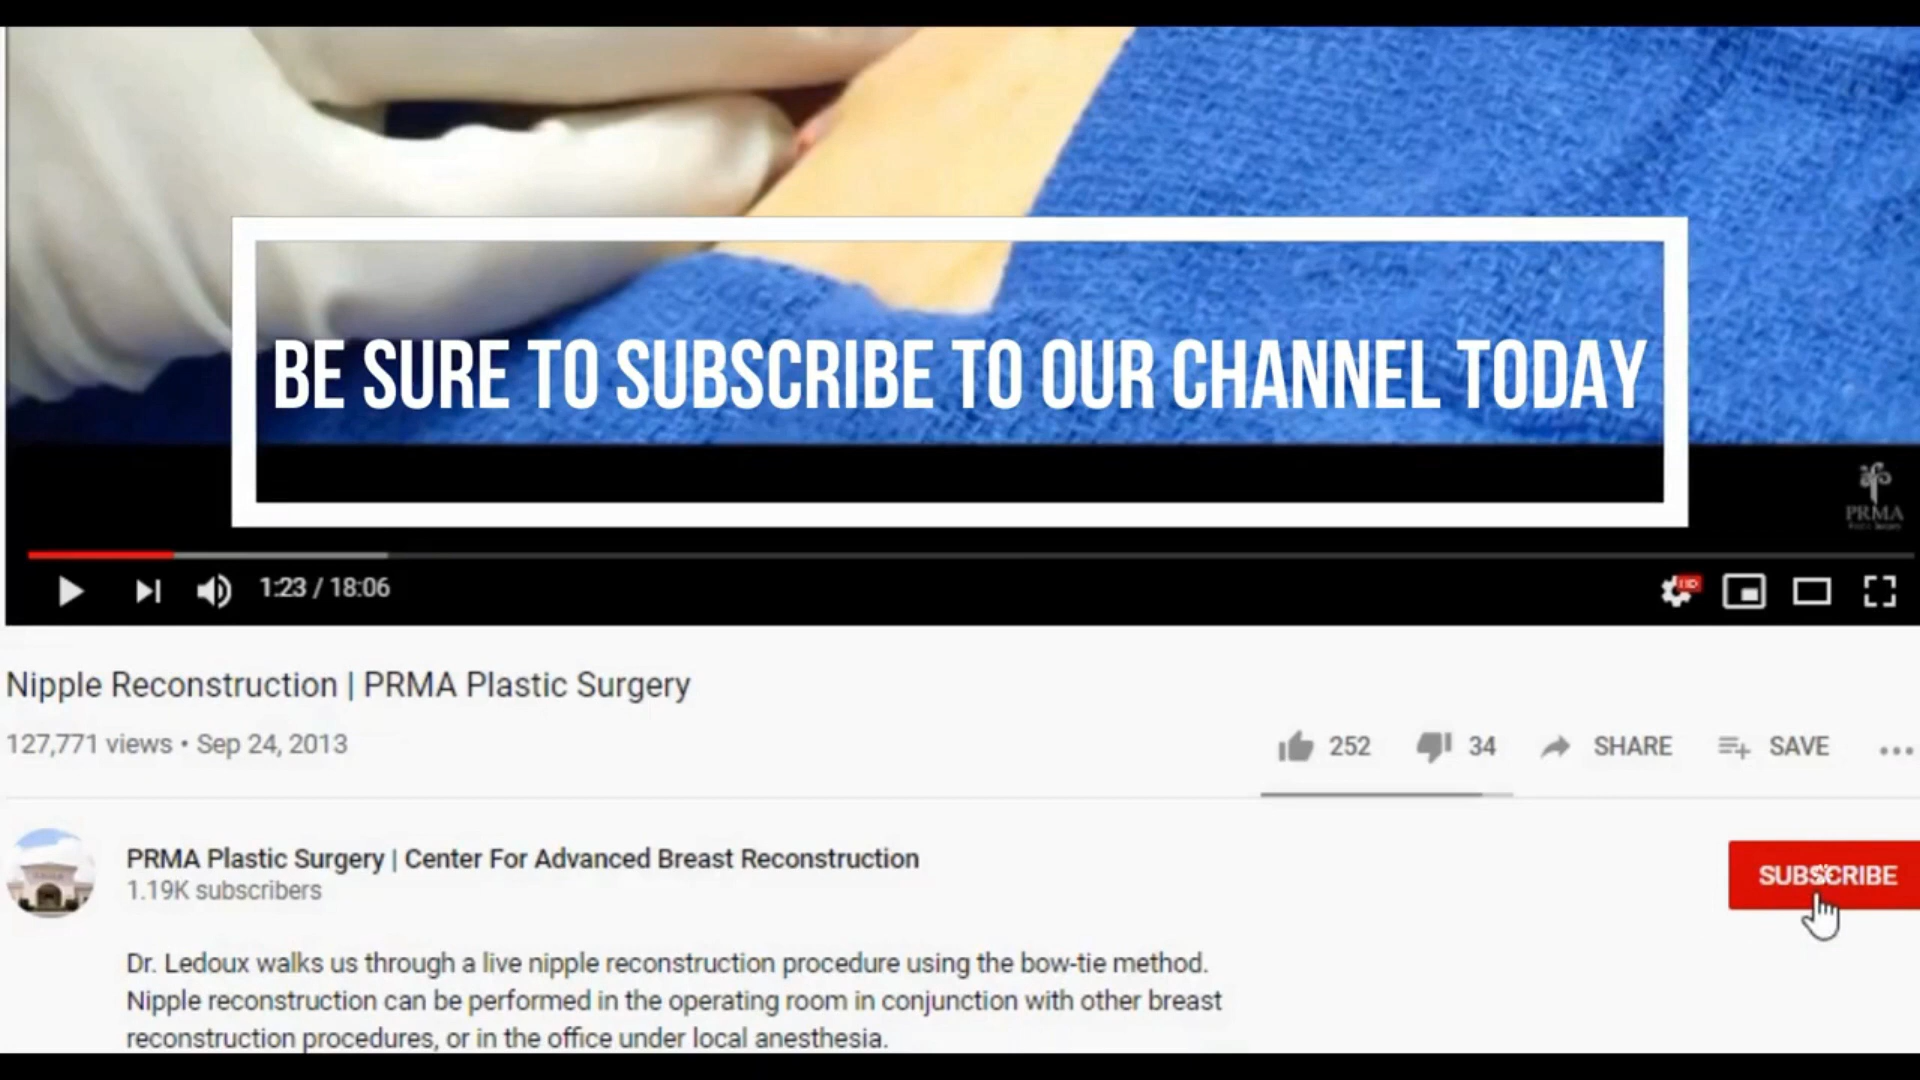 BE SURE TO SUBSCRIBE TO OUR CHANNEL TODAY
PRMA
1:23 / 18:06
HD
Nipple Reconstruction | PRMA Plastic Surgery
127,771 views • Sep 24, 2013
252
34
SHARE
SAVE
PRMA Plastic Surgery | Center For Advanced Breast Reconstruction
1.19K subscribers
SUBSCRIBE
Dr. Ledoux walks us through a live nipple reconstruction procedure using the bow-tie method.
Nipple reconstruction can be performed in the operating room in conjunction with other breast
reconstruction procedures, or in the office under local anesthesia.